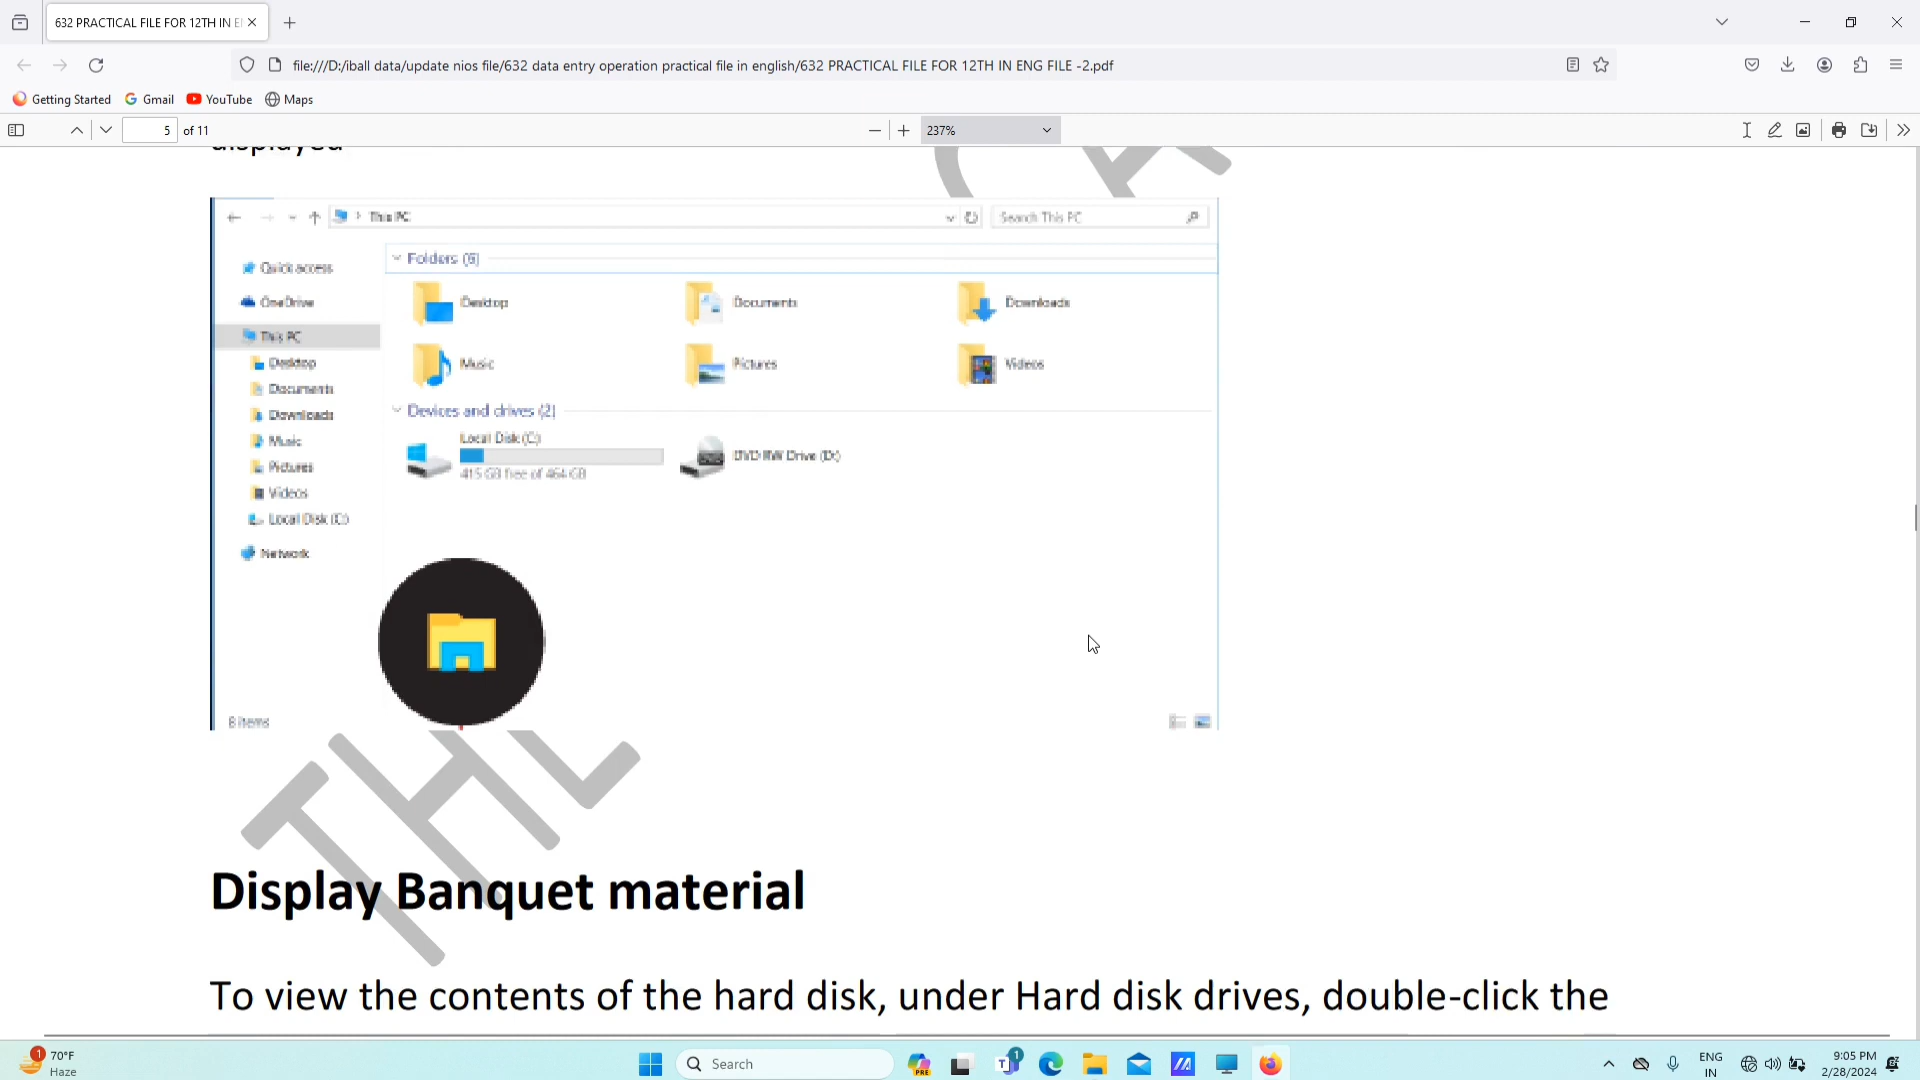 632 PRACTICAL FILE FOR 12TH IN E
file:///D:/iball data/update nios file/632 data entry operation practical file in english/632 PRACTICAL FILE FOR 12TH IN ENG FILE -2.pdf
Getting Started Gmail YouTube Maps
5 of 11 237%
displayed
This PC Search This PC
Quick access
OneDrive
This PC
Desktop
Documents
Downloads
Music
Pictures
Videos
Local Disk (C:)
Network
Folders (6)
Desktop Documents Downloads
Music Pictures Videos
Devices and drives (2)
Local Disk (C:)
415 GB free of 464 GB
DVD RW Drive (D:)
8 items
Display Banquet material
To view the contents of the hard disk, under Hard disk drives, double-click the
1 70°F
Haze
Search
PRE
1
ENG
IN
9:05 PM
2/28/2024